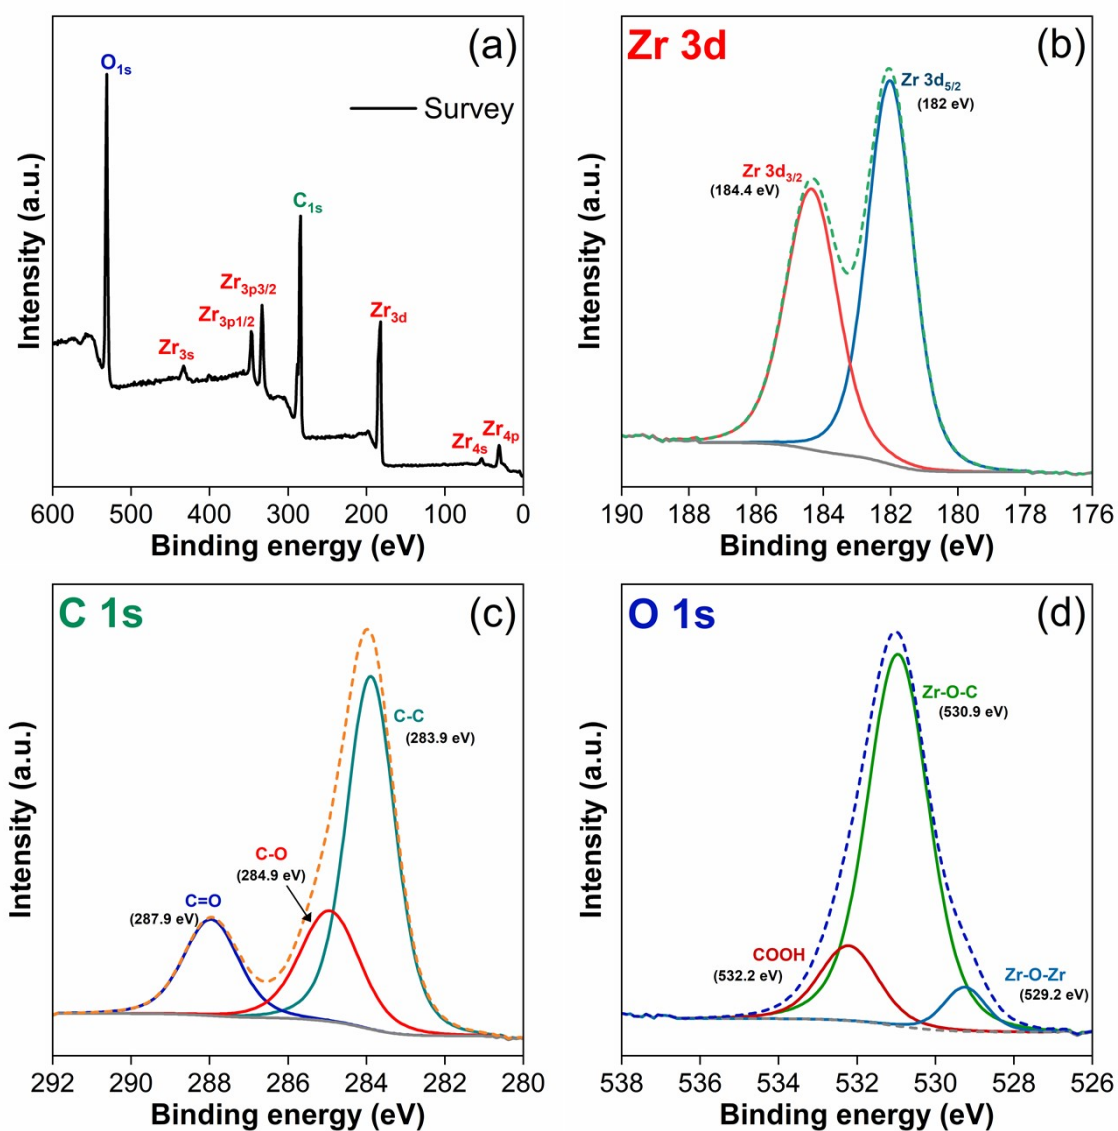 (a)
O1s
Survey
C1s
Zr3p3/2
Zr3p1/2
Zr3d
Zr3s
Zr4p
Zr4s
Intensity (a.u.)
600 500 400 300 200 100 0
Binding energy (eV)
Zr 3d
(b)
Zr 3d5/2
(182 eV)
Zr 3d3/2
(184.4 eV)
Intensity (a.u.)
190 188 186 184 182 180 178 176
Binding energy (eV)
C 1s
(c)
C-C
(283.9 eV)
C-O
(284.9 eV)
C=O
(287.9 eV)
Intensity (a.u.)
292 290 288 286 284 282 280
Binding energy (eV)
O 1s
(d)
Zr-O-C
(530.9 eV)
COOH
(532.2 eV)
Zr-O-Zr
(529.2 eV)
Intensity (a.u.)
538 536 534 532 530 528 526
Binding energy (eV)